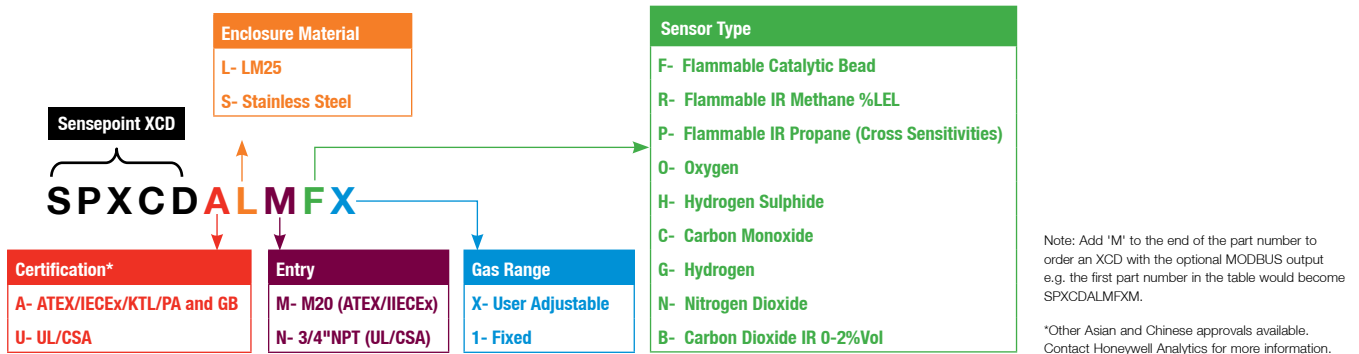 Enclosure Material
L- LM25
S- Stainless Steel
Sensor Type
F- Flammable Catalytic Bead
R- Flammable IR Methane %LEL
P- Flammable IR Propane (Cross Sensitivities)
O- Oxygen
H- Hydrogen Sulphide
C- Carbon Monoxide
G- Hydrogen
N- Nitrogen Dioxide
B- Carbon Dioxide IR 0-2%Vol
Sensepoint XCD
SPXCDALMFX
Certification*
A- ATEX/IECEx/KTL/PA and GB
U- UL/CSA
Entry
M- M20 (ATEX/IIECEx)
N- 3/4"NPT (UL/CSA)
Gas Range
X- User Adjustable
1- Fixed
Note: Add 'M' to the end of the part number to
order an XCD with the optional MODBUS output
e.g. the first part number in the table would become
SPXCDALMFXM.
*Other Asian and Chinese approvals available.
Contact Honeywell Analytics for more information.